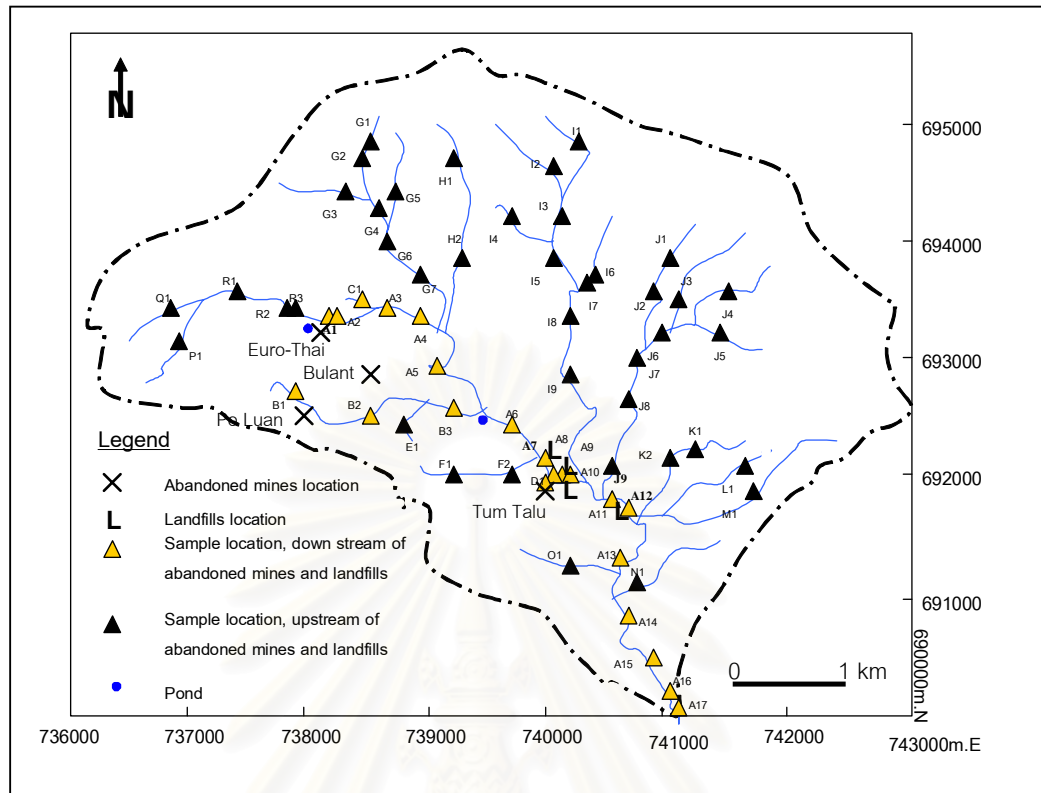 N
G1
G2
G3
G4
G5
G6
G7
H1
H2
I1
I2
I3
I4
I5
I6
I7
I8
I9
J1
J2
J3
J4
J5
J6
J7
J8
J9
K1
K2
L1
M1
N1
O1
P1
Q1
R1
R2
R3
C1
A1
A2
A3
A4
A5
A6
A7
A8
A9
A10
A11
A12
A13
A14
A15
A16
A17
B1
B2
B3
E1
F1
F2
D1
Euro-Thai
Bulant
Po Luan
Tum Talu
L
L
L
L
Legend
Abandoned mines location
L Landfills location
Sample location, down stream of
abandoned mines and landfills
Sample location, upstream of
abandoned mines and landfills
Pond
0 1 km
695000
694000
693000
692000
691000
690000m.N
736000 737000 738000 739000 740000 741000 742000 743000m.E